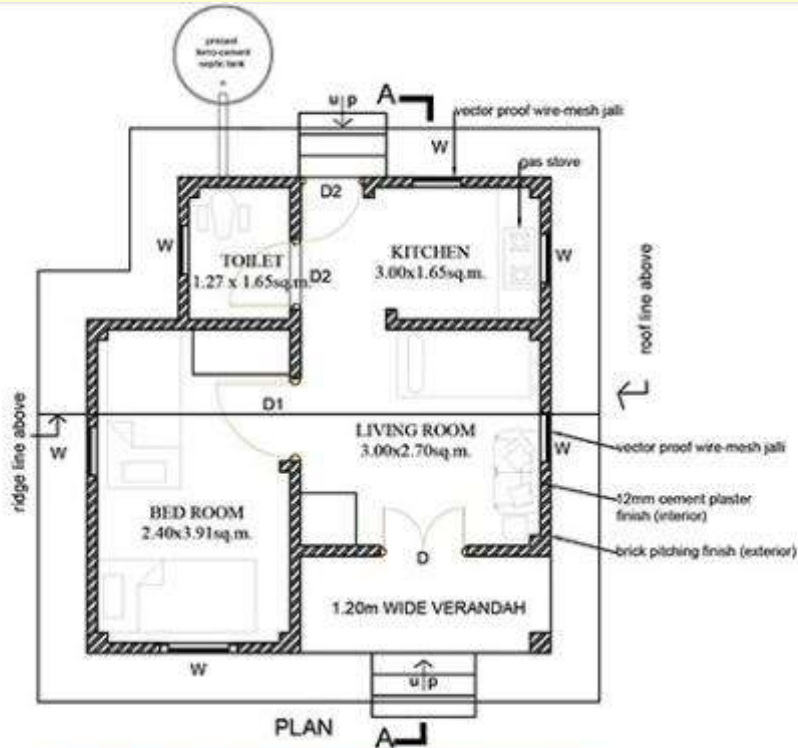 precast
ferro-cement
septic tank
up
A
vector proof wire-mesh jalli
W
gas stove
D2
W
TOILET
1.27 x 1.65sq.m.
D2
KITCHEN
3.00x1.65sq.m.
W
roof line above
ridge line above
W
D1
LIVING ROOM
3.00x2.70sq.m.
W
vector proof wire-mesh jalli
12mm cement plaster
finish (interior)
BED ROOM
2.40x3.91sq.m.
brick pitching finish (exterior)
D
1.20m WIDE VERANDAH
W
up
PLAN
A